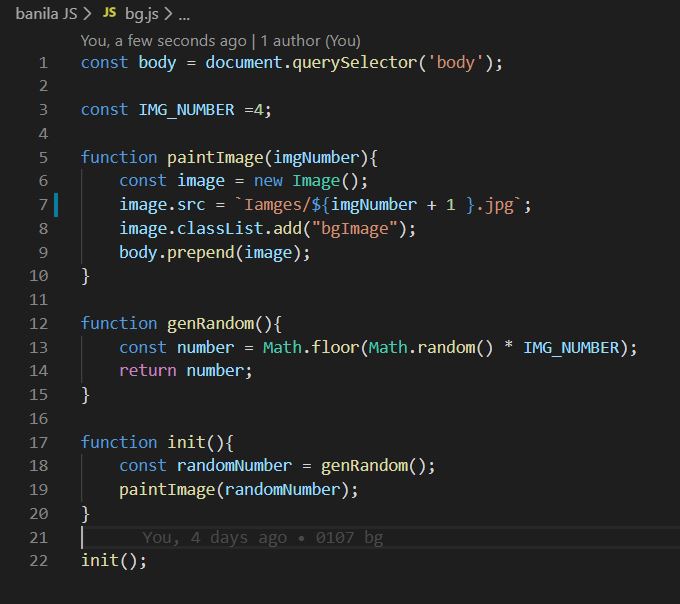 banila JS > JS bg.js > ...
You, a few seconds ago | 1 author (You)
1 const body = document.querySelector('body');
2
3 const IMG_NUMBER =4;
4
5 function paintImage(imgNumber){
6 const image = new Image();
7 image.src = `Iamges/${imgNumber + 1 }.jpg`;
8 image.classList.add("bgImage");
9 body.prepend(image);
10 }
11
12 function genRandom(){
13 const number = Math.floor(Math.random() * IMG_NUMBER);
14 return number;
15 }
16
17 function init(){
18 const randomNumber = genRandom();
19 paintImage(randomNumber);
20 }
21 You, 4 days ago • 0107 bg
22 init();